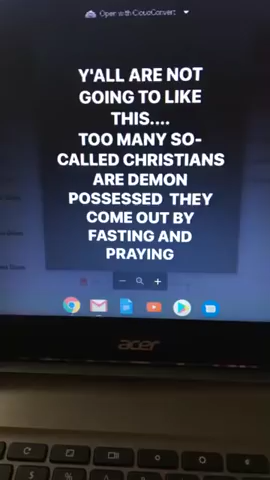 Open with CloudConvert
Y'ALL ARE NOT
GOING TO LIKE
THIS....
TOO MANY SO-
CALLED CHRISTIANS
ARE DEMON
POSSESSED THEY
COME OUT BY
FASTING AND
PRAYING
acer